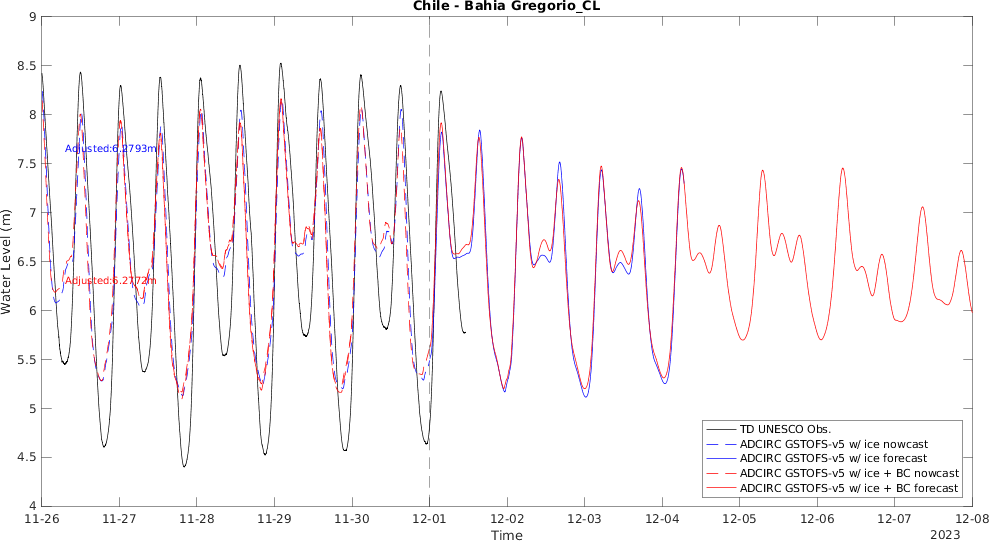 Chile - Bahia Gregorio_CL
Water Level (m)
9
8.5
8
7.5
7
6.5
6
5.5
5
4.5
4
Adjusted:6.2793m
Adjusted:6.2772m
TD UNESCO Obs.
ADCIRC GSTOFS-v5 w/ ice nowcast
ADCIRC GSTOFS-v5 w/ ice forecast
ADCIRC GSTOFS-v5 w/ ice + BC nowcast
ADCIRC GSTOFS-v5 w/ ice + BC forecast
11-26 11-27 11-28 11-29 11-30 12-01 12-02 12-03 12-04 12-05 12-06 12-07 12-08
Time
2023